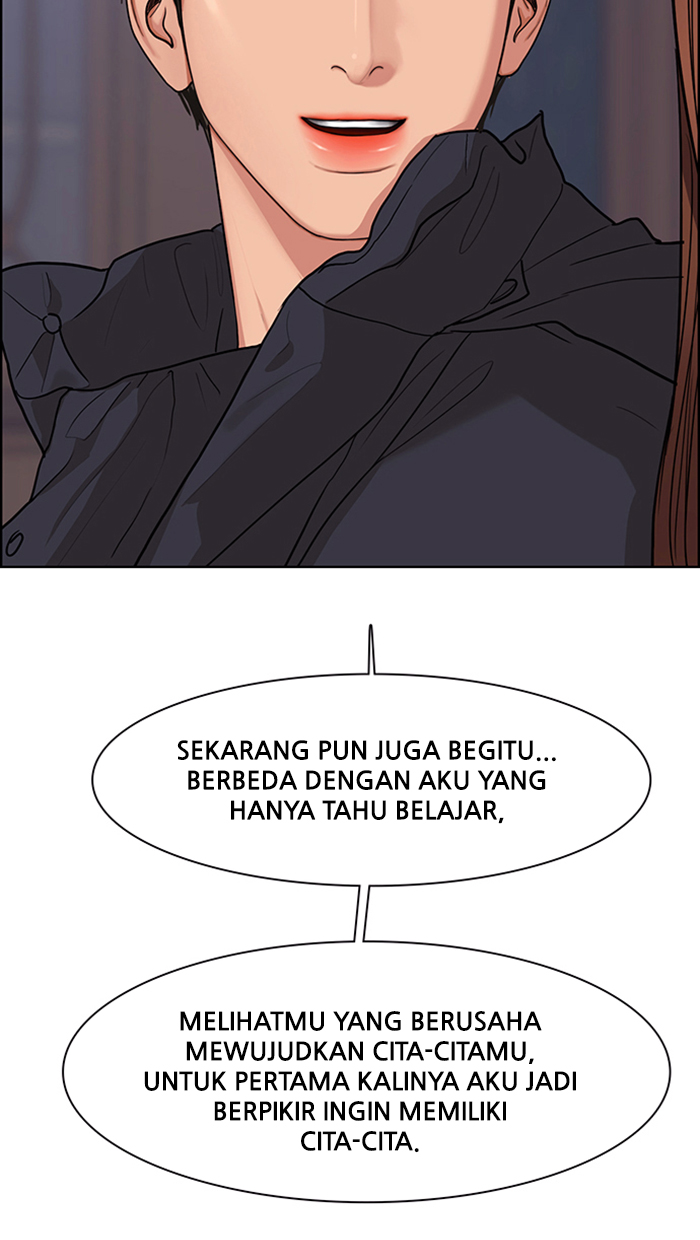 SEKARANG PUN JUGA BEGITU...
BERBEDA DENGAN AKU YANG
HANYA TAHU BELAJAR,
MELIHATMU YANG BERUSAHA
MEWUJUDKAN CITA-CITAMU,
UNTUK PERTAMA KALINYA AKU JADI
BERPIKIR INGIN MEMILIKI
CITA-CITA.